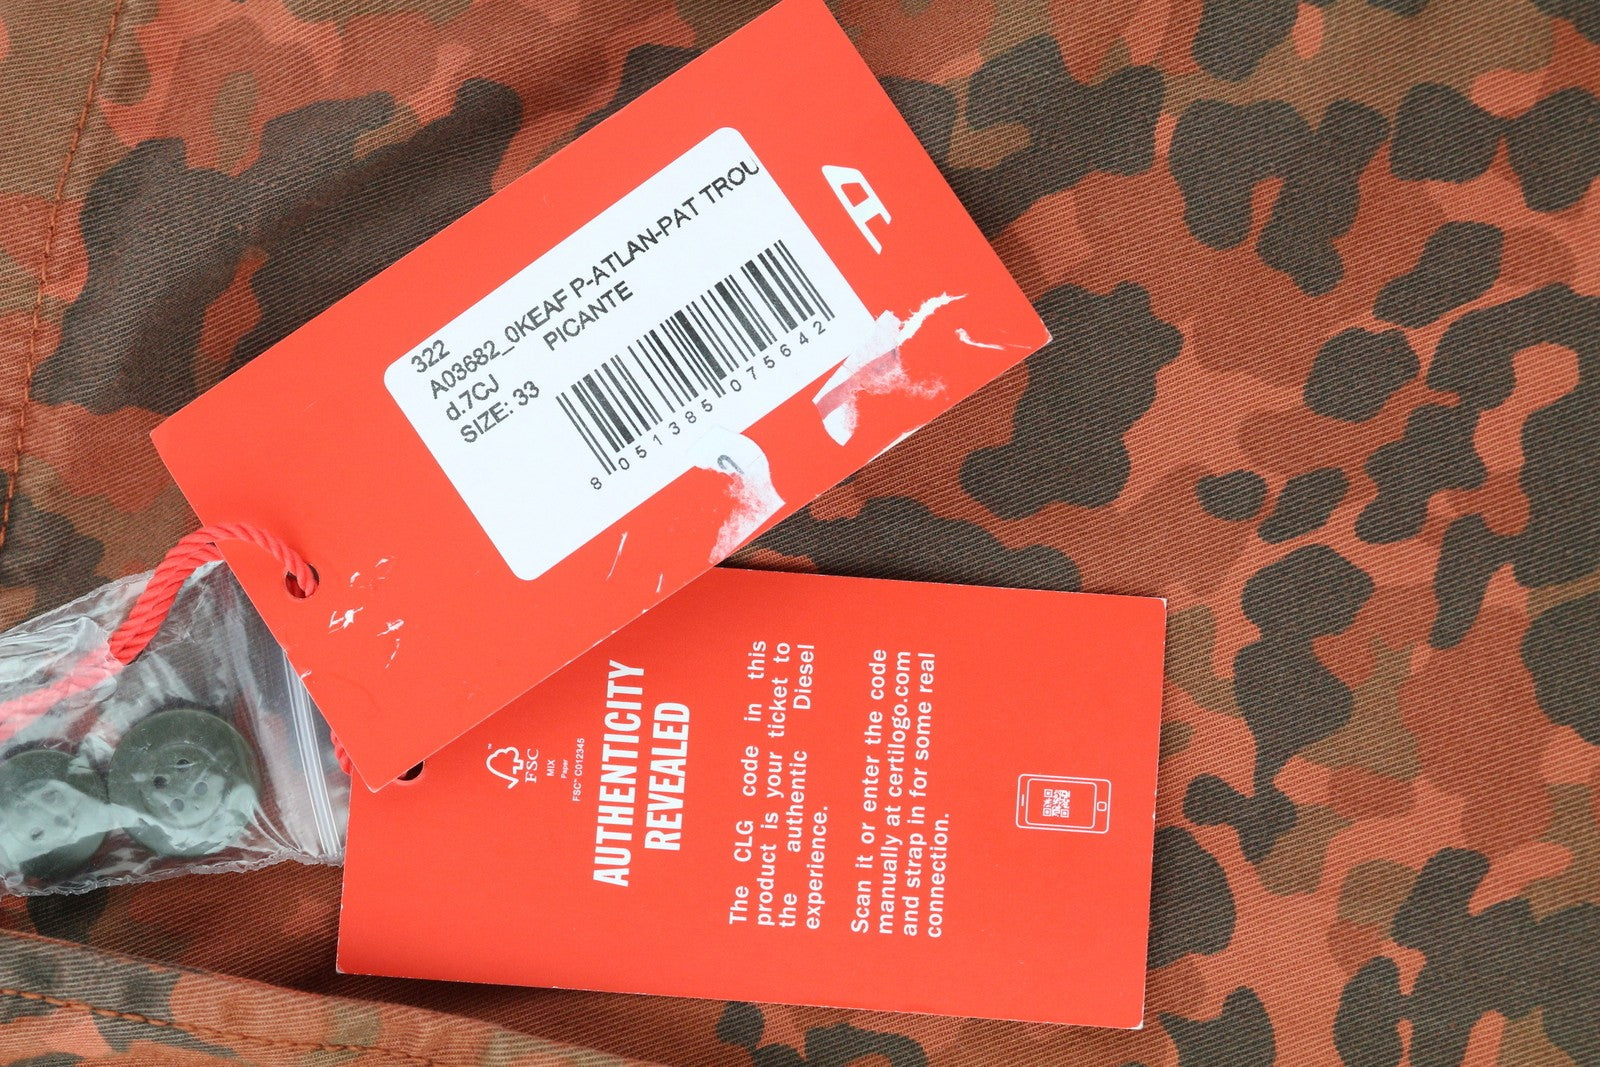 322
A03682_0KEAF P-ATLAN-PAT TROU
d.7CJ PICANTE
SIZE: 33
8 051385 075642
FSC™
MIX
Paper
FSC® C012345
AUTHENTICITY
REVEALED
The CLG code in this
product is your ticket to
the authentic Diesel
experience.
Scan it or enter the code
manually at certilogo.com
and strap in for some real
connection.